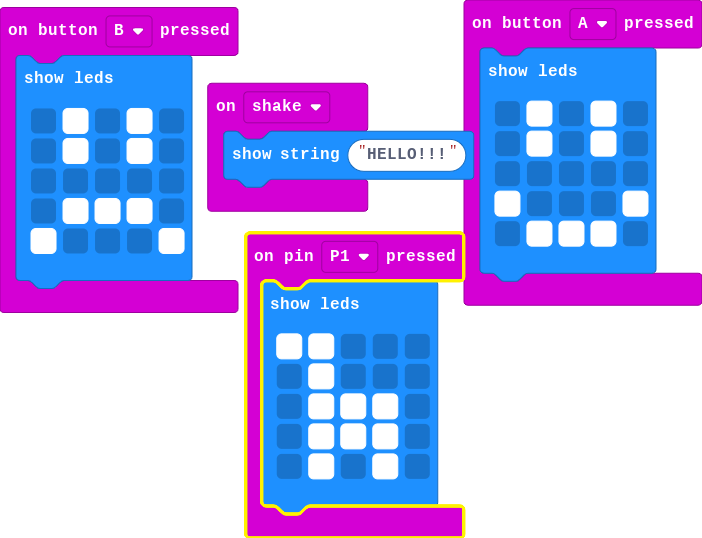 on button B pressed
show leds
on shake
show string "HELLO!!!"
on button A pressed
show leds
on pin P1 pressed
show leds